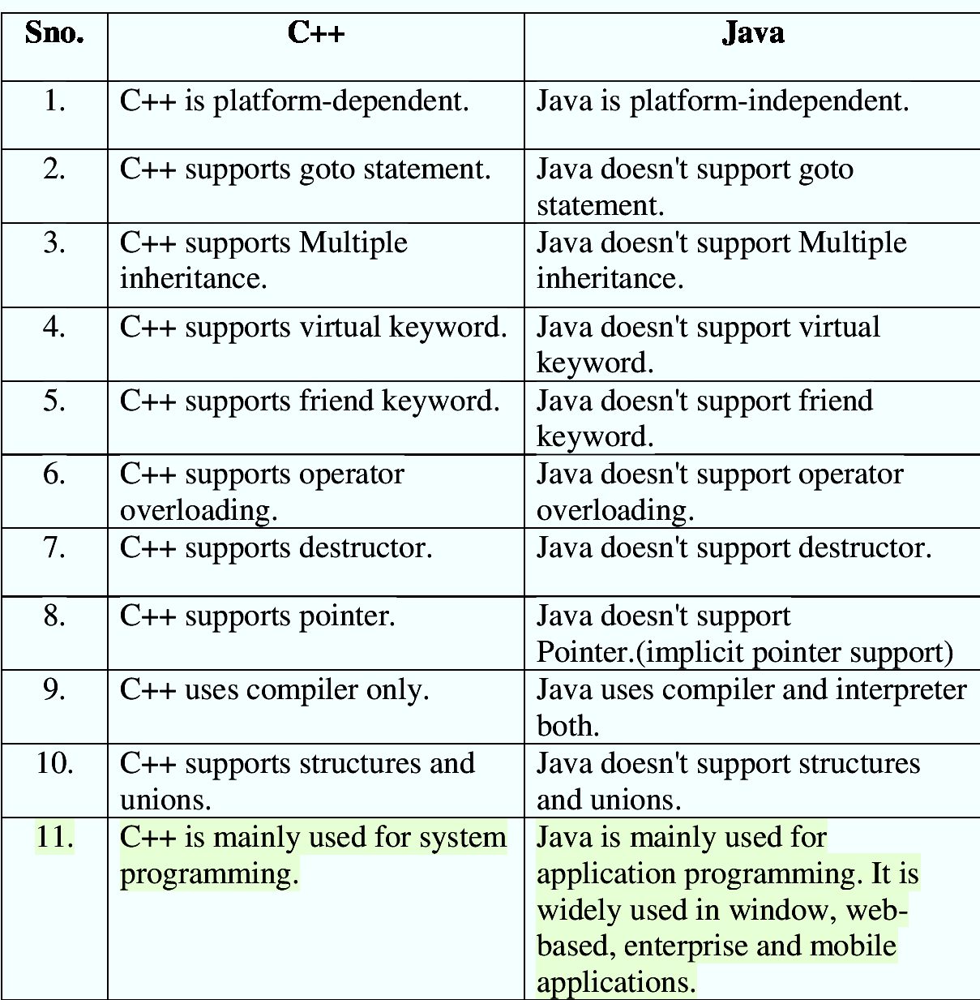 Sno. C++ Java
1. C++ is platform-dependent. Java is platform-independent.
2. C++ supports goto statement. Java doesn't support goto
statement.
3. C++ supports Multiple Java doesn't support Multiple
inheritance. inheritance.
4. C++ supports virtual keyword. Java doesn't support virtual
keyword.
5. C++ supports friend keyword. Java doesn't support friend
keyword.
6. C++ supports operator Java doesn't support operator
overloading. overloading.
7. C++ supports destructor. Java doesn't support destructor.
8. C++ supports pointer. Java doesn't support
Pointer.(implicit pointer support)
9. C++ uses compiler only. Java uses compiler and interpreter
both.
10. C++ supports structures and Java doesn't support structures
unions. and unions.
11. C++ is mainly used for system Java is mainly used for
programming. application programming. It is
widely used in window, web-
based, enterprise and mobile
applications.